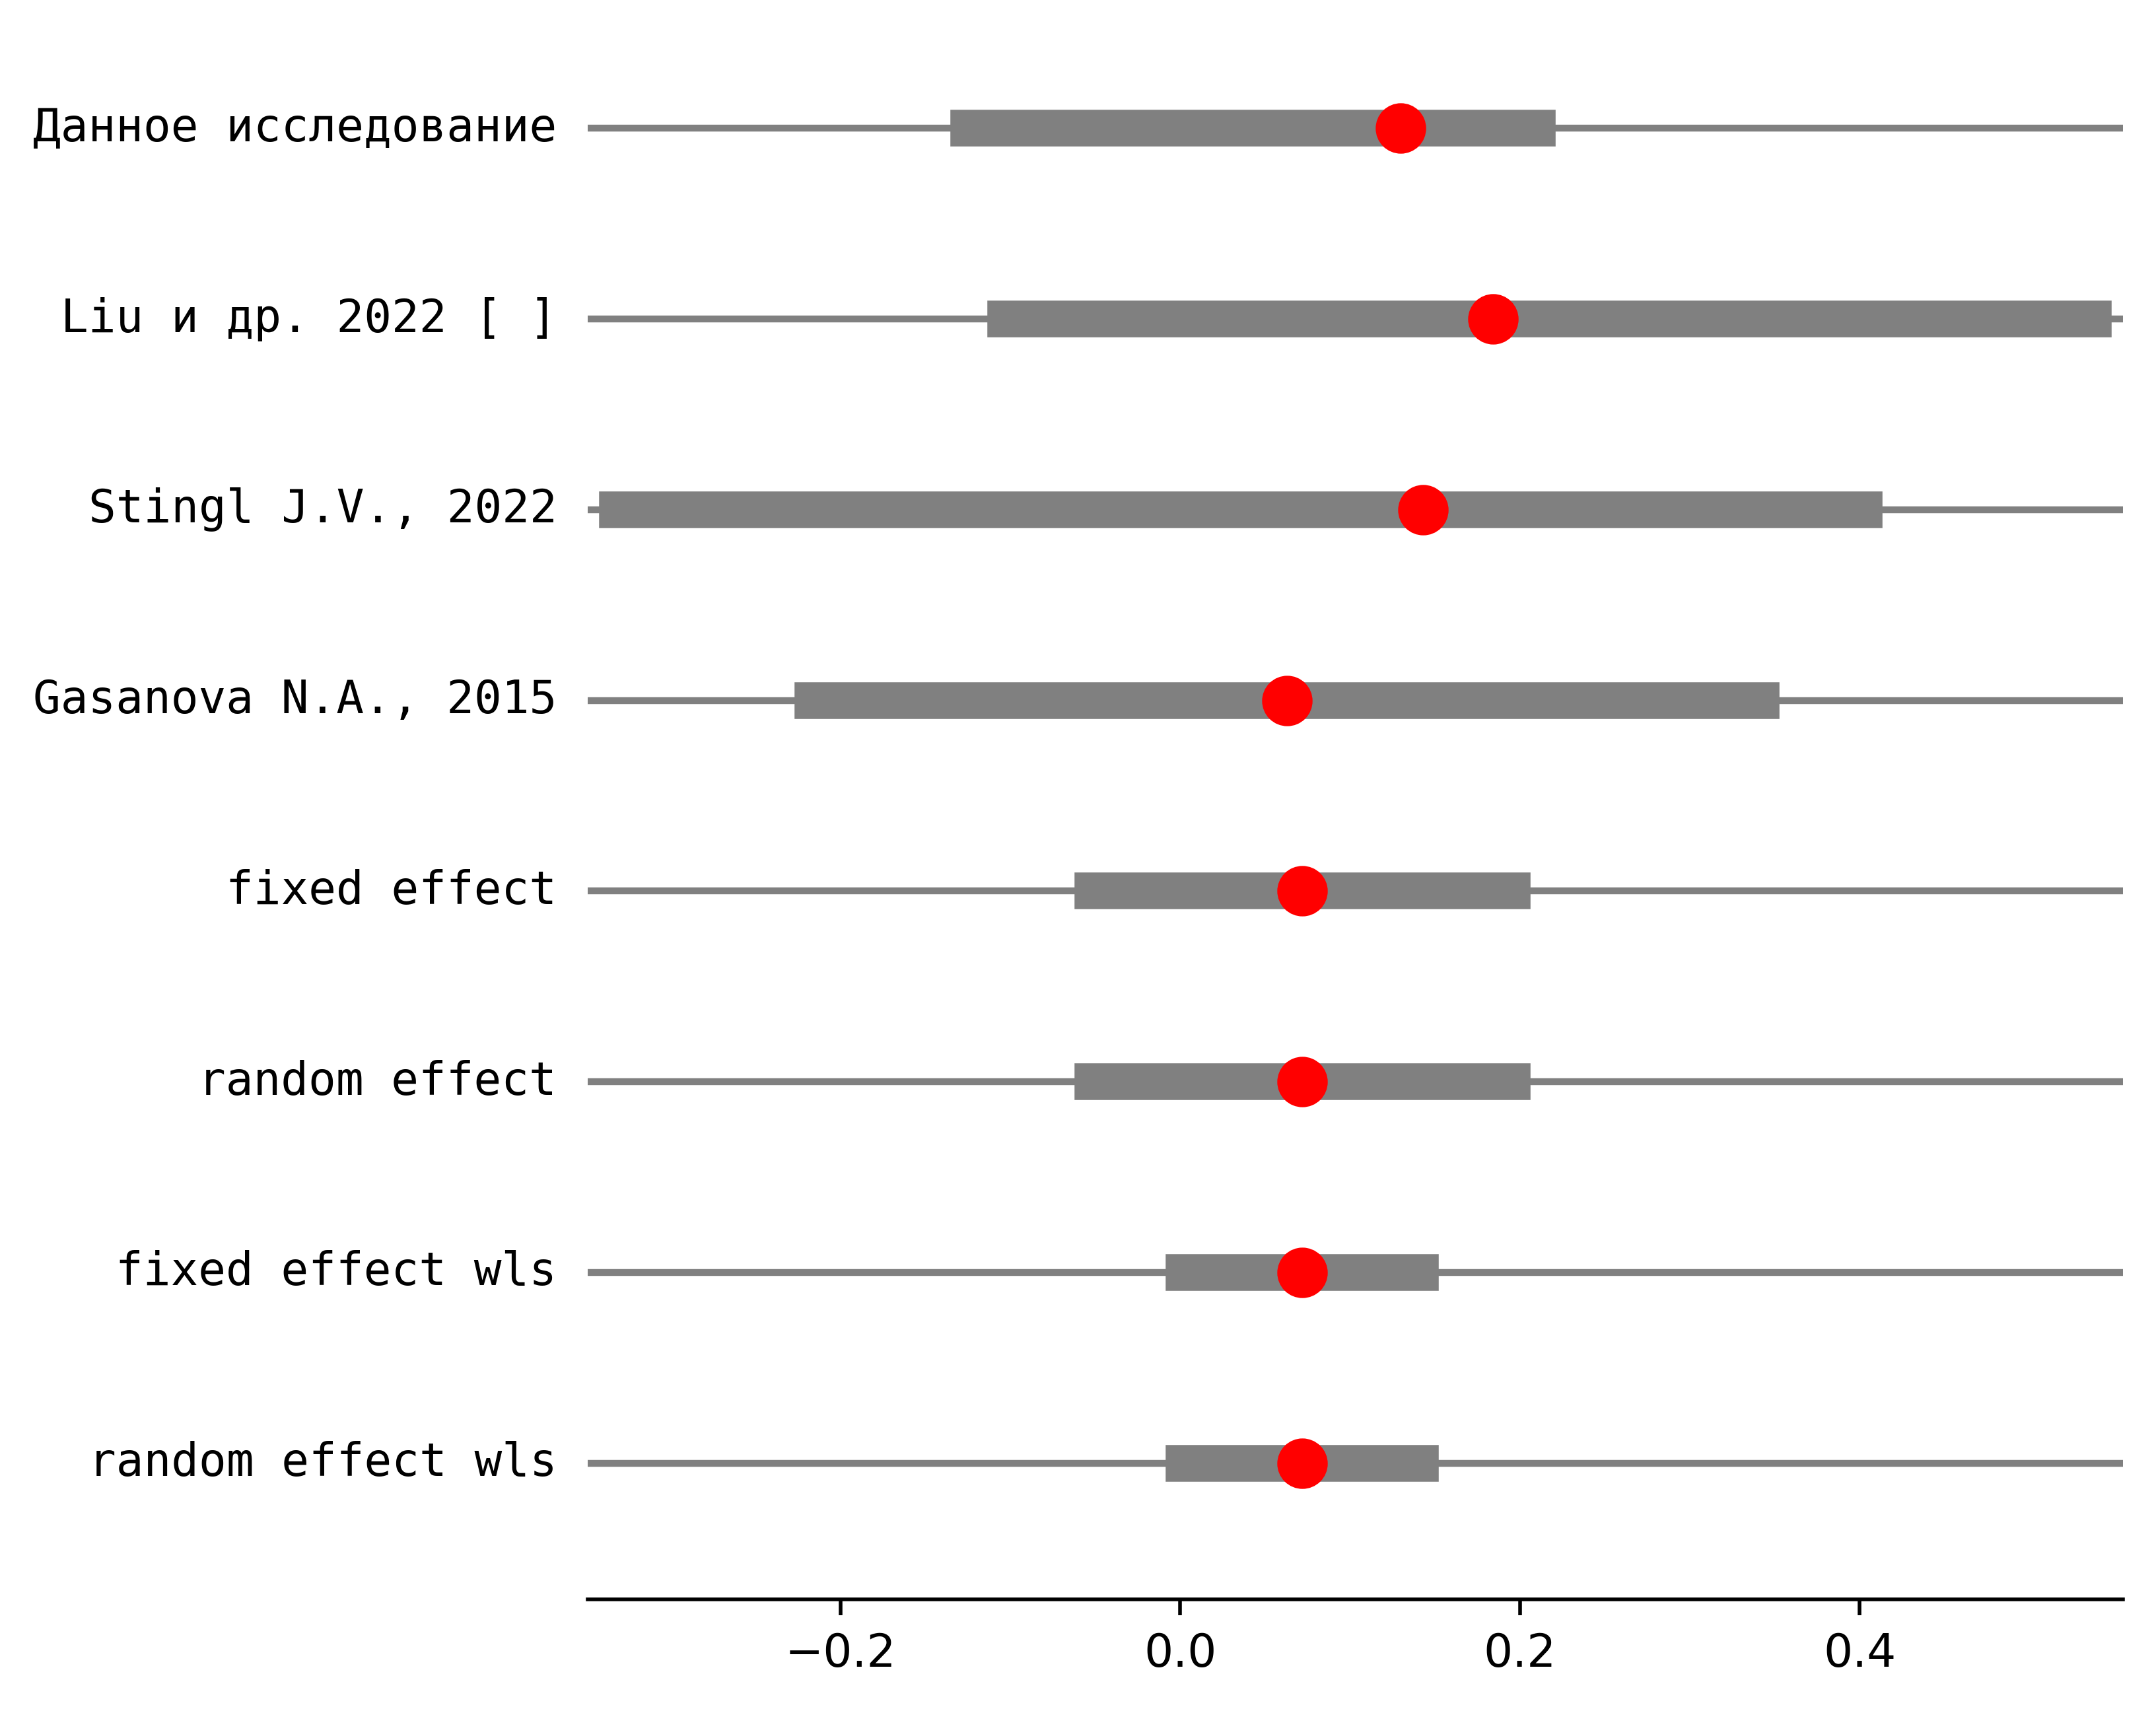 Данное исследование
Liu и др. 2022 [ ]
Stingl J.V., 2022
Gasanova N.A., 2015
fixed effect
random effect
fixed effect wls
random effect wls
−0.2 0.0 0.2 0.4